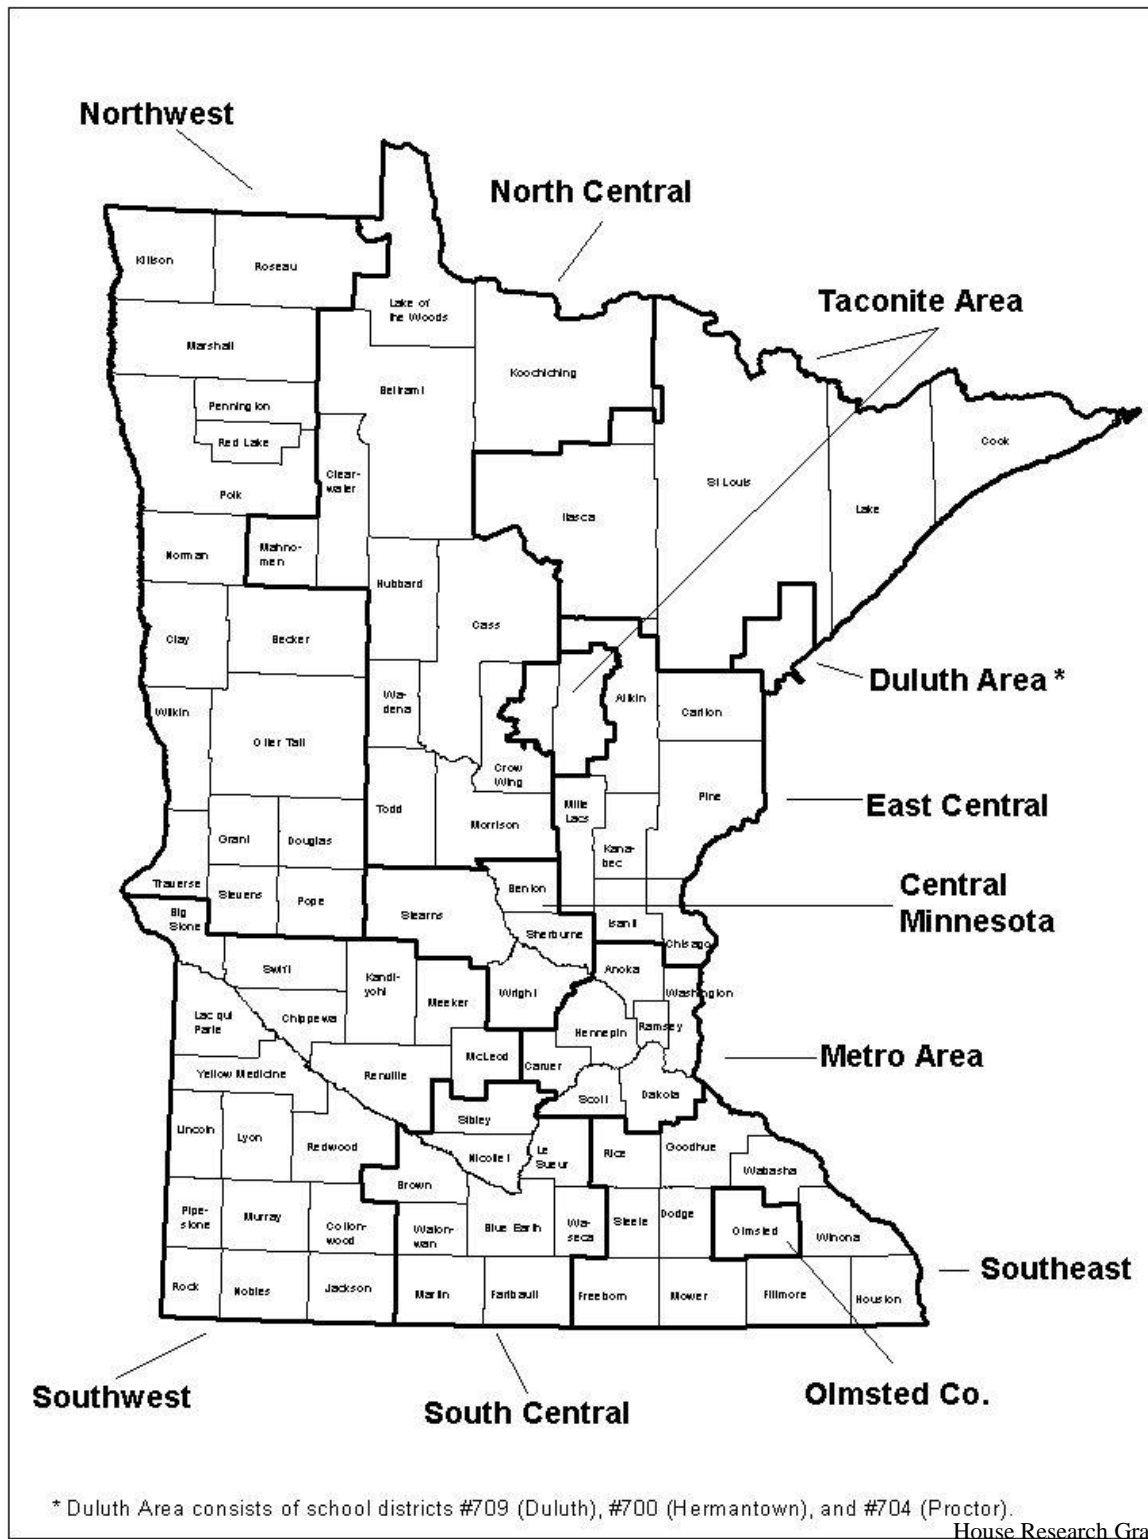 Northwest
North Central
Taconite Area
Kittson
Roseau
Lake of
the Woods
Marshall
Koochiching
Beltrami
Pennington
Red Lake
Cook
Clear-
water
St Louis
Polk
Lake
Itasca
Norman
Mahno-
men
Hubbard
Cass
Clay
Becker
Duluth Area *
Wa-
dena
Aitkin
Carlton
Wilkin
Otter Tail
Crow
Wing
Pine
East Central
Todd
Mille
Lacs
Morrison
Grant
Douglas
Kana-
bec
Traverse
Stevens
Pope
Benton
Central
Minnesota
Big
Stone
Stearns
Isanti
Sherburne
Chisago
Swift
Kandi-
yohi
Anoka
Meeker
Wright
Washington
Lac qui
Parle
Chippewa
Hennepin
Ramsey
Metro Area
McLeod
Carver
Yellow Medicine
Renville
Scott
Dakota
Sibley
Lincoln
Lyon
Redwood
Nicollet
Le
Sueur
Rice
Goodhue
Wabasha
Brown
Pipe-
stone
Murray
Cotton-
wood
Waton-
wan
Blue Earth
Wa-
seca
Steele
Dodge
Olmsted
Winona
Southeast
Rock
Nobles
Jackson
Martin
Faribault
Freeborn
Mower
Fillmore
Houston
Southwest
South Central
Olmsted Co.
* Duluth Area consists of school districts #709 (Duluth), #700 (Hermantown), and #704 (Proctor).
House Research Gra